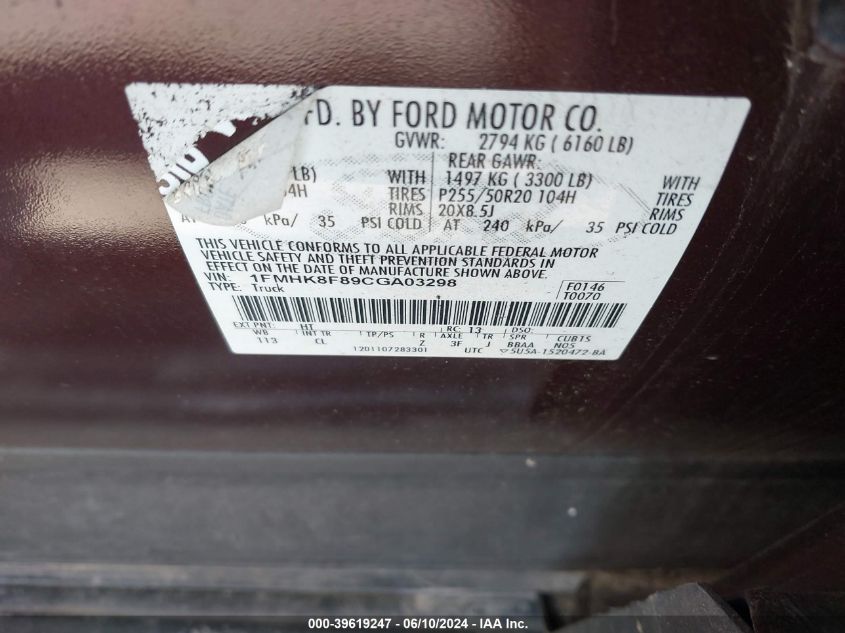 FD. BY FORD MOTOR CO.
GVWR: 2794 KG ( 6160 LB)
REAR GAWR:
LB) WITH 1497 KG ( 3300 LB) WITH
104H TIRES P255/50R20 104H TIRES
RIMS 20X8.5J RIMS
AT kPa/ 35 PSI COLD AT 240 kPa/ 35 PSI COLD
THIS VEHICLE CONFORMS TO ALL APPLICABLE FEDERAL MOTOR
VEHICLE SAFETY AND THEFT PREVENTION STANDARDS IN
EFFECT ON THE DATE OF MANUFACTURE SHOWN ABOVE.
VIN: 1FMHK8F89CGA03298 F0146
TYPE: Truck T0070
EXT PNT: HT RC: 13 DSO:
WB INT TR TP/PS R AXLE TR SPR CUBTS
113 CL Z 3F J BBAA NOS
1201107283301 UTC ▽5U5A-1520472-BA
000-39619247 - 06/10/2024 - IAA Inc.